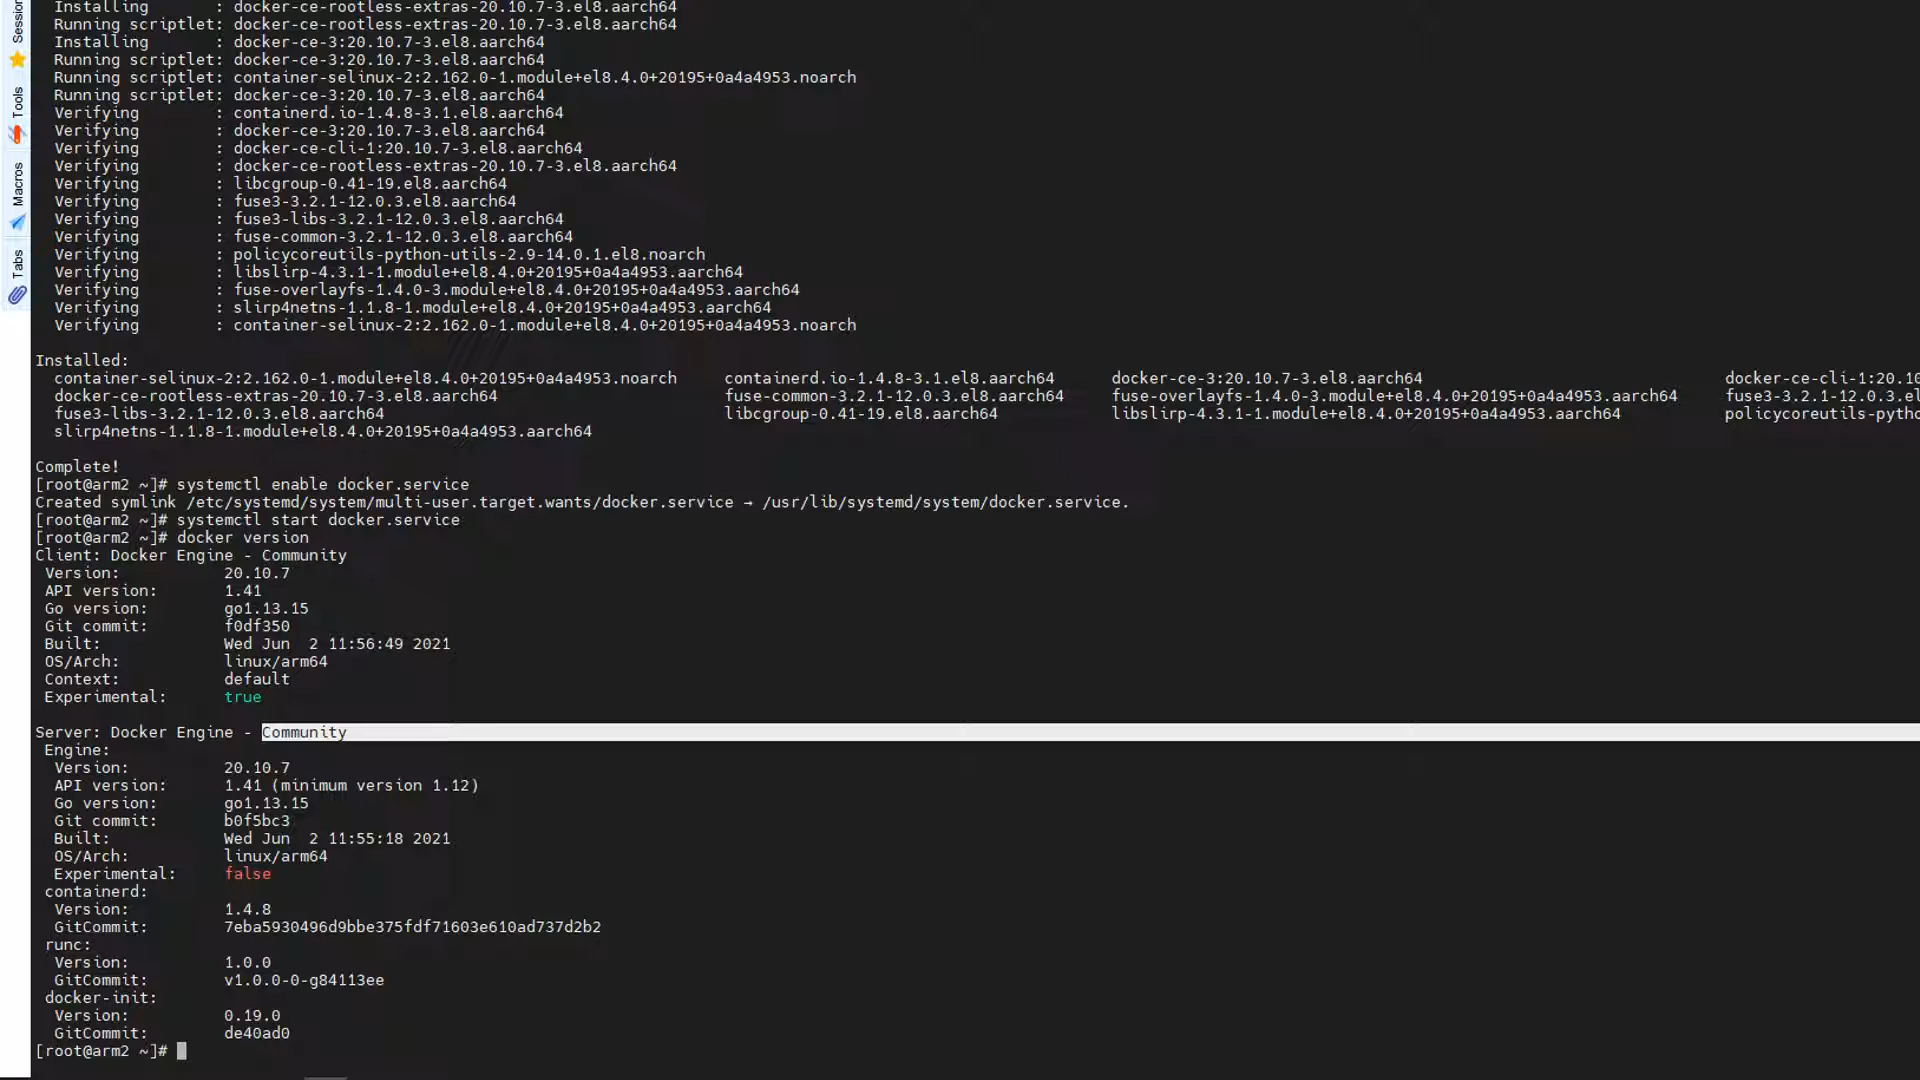 Session
Tools
Macros
Tabs
Installing : docker-ce-rootless-extras-20.10.7-3.el8.aarch64
Running scriptlet: docker-ce-rootless-extras-20.10.7-3.el8.aarch64
Installing : docker-ce-3:20.10.7-3.el8.aarch64
Running scriptlet: docker-ce-3:20.10.7-3.el8.aarch64
Running scriptlet: container-selinux-2:2.162.0-1.module+el8.4.0+20195+0a4a4953.noarch
Running scriptlet: docker-ce-3:20.10.7-3.el8.aarch64
Verifying : containerd.io-1.4.8-3.1.el8.aarch64
Verifying : docker-ce-3:20.10.7-3.el8.aarch64
Verifying : docker-ce-cli-1:20.10.7-3.el8.aarch64
Verifying : docker-ce-rootless-extras-20.10.7-3.el8.aarch64
Verifying : libcgroup-0.41-19.el8.aarch64
Verifying : fuse3-3.2.1-12.0.3.el8.aarch64
Verifying : fuse3-libs-3.2.1-12.0.3.el8.aarch64
Verifying : fuse-common-3.2.1-12.0.3.el8.aarch64
Verifying : policycoreutils-python-utils-2.9-14.0.1.el8.noarch
Verifying : libslirp-4.3.1-1.module+el8.4.0+20195+0a4a4953.aarch64
Verifying : fuse-overlayfs-1.4.0-3.module+el8.4.0+20195+0a4a4953.aarch64
Verifying : slirp4netns-1.1.8-1.module+el8.4.0+20195+0a4a4953.aarch64
Verifying : container-selinux-2:2.162.0-1.module+el8.4.0+20195+0a4a4953.noarch
Installed:
container-selinux-2:2.162.0-1.module+el8.4.0+20195+0a4a4953.noarch containerd.io-1.4.8-3.1.el8.aarch64 docker-ce-3:20.10.7-3.el8.aarch64 docker-ce-cli-1:20.10
docker-ce-rootless-extras-20.10.7-3.el8.aarch64 fuse-common-3.2.1-12.0.3.el8.aarch64 fuse-overlayfs-1.4.0-3.module+el8.4.0+20195+0a4a4953.aarch64 fuse3-3.2.1-12.0.3.el
fuse3-libs-3.2.1-12.0.3.el8.aarch64 libcgroup-0.41-19.el8.aarch64 libslirp-4.3.1-1.module+el8.4.0+20195+0a4a4953.aarch64 policycoreutils-pytho
slirp4netns-1.1.8-1.module+el8.4.0+20195+0a4a4953.aarch64
Complete!
[root@arm2 ~]# systemctl enable docker.service
Created symlink /etc/systemd/system/multi-user.target.wants/docker.service → /usr/lib/systemd/system/docker.service.
[root@arm2 ~]# systemctl start docker.service
[root@arm2 ~]# docker version
Client: Docker Engine - Community
Version: 20.10.7
API version: 1.41
Go version: go1.13.15
Git commit: f0df350
Built: Wed Jun 2 11:56:49 2021
OS/Arch: linux/arm64
Context: default
Experimental: true
Server: Docker Engine - Community
Engine:
Version: 20.10.7
API version: 1.41 (minimum version 1.12)
Go version: go1.13.15
Git commit: b0f5bc3
Built: Wed Jun 2 11:55:18 2021
OS/Arch: linux/arm64
Experimental: false
containerd:
Version: 1.4.8
GitCommit: 7eba5930496d9bbe375fdf71603e610ad737d2b2
runc:
Version: 1.0.0
GitCommit: v1.0.0-0-g84113ee
docker-init:
Version: 0.19.0
GitCommit: de40ad0
[root@arm2 ~]#